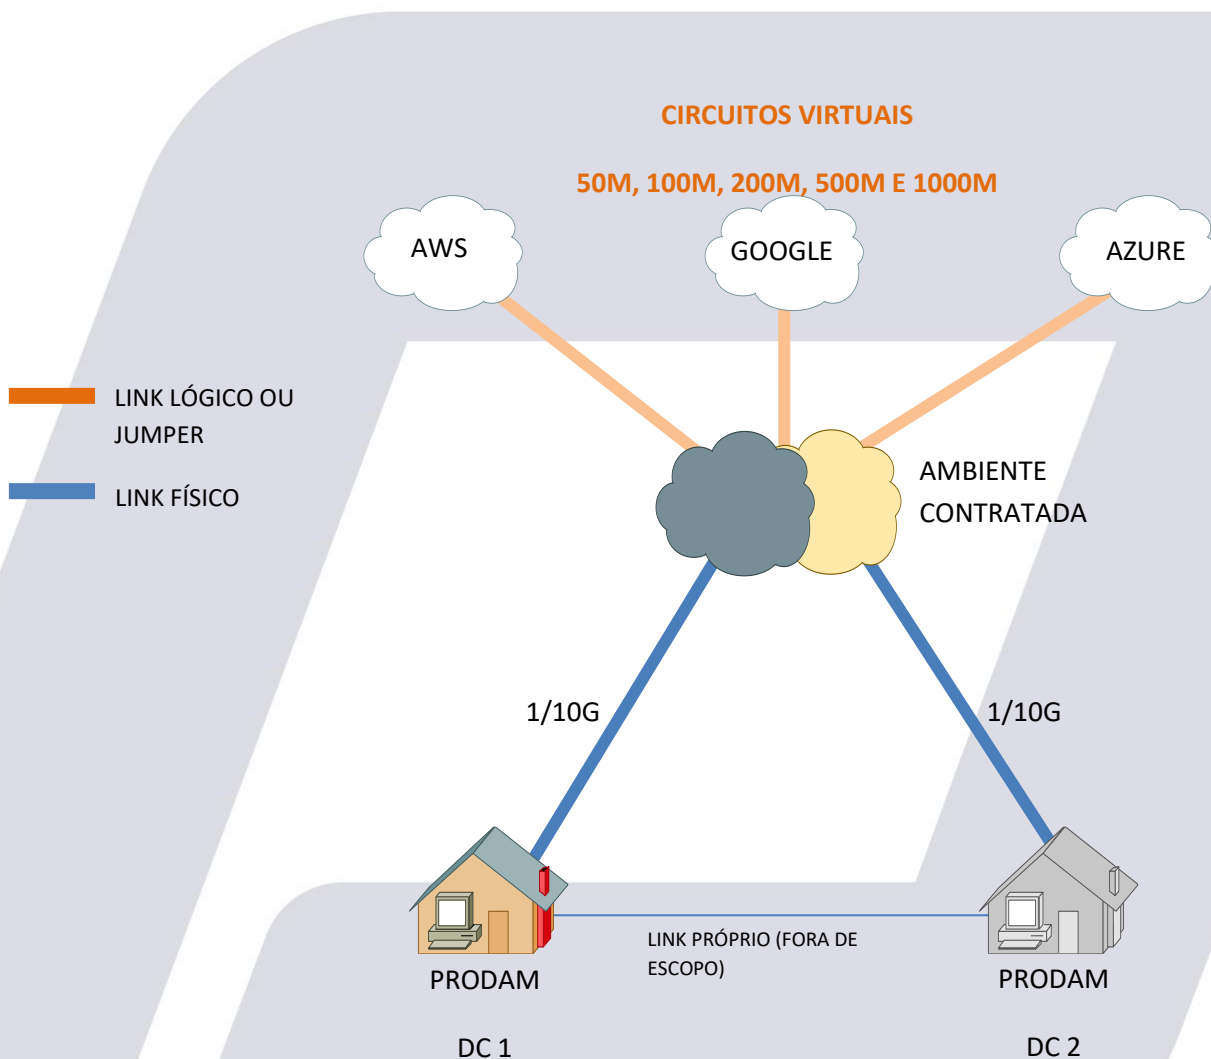 CIRCUITOS VIRTUAIS
50M, 100M, 200M, 500M E 1000M
AWS
GOOGLE
AZURE
LINK LÓGICO OU
JUMPER
LINK FÍSICO
AMBIENTE
CONTRATADA
1/10G
1/10G
LINK PRÓPRIO (FORA DE
ESCOPO)
PRODAM
PRODAM
DC 1
DC 2